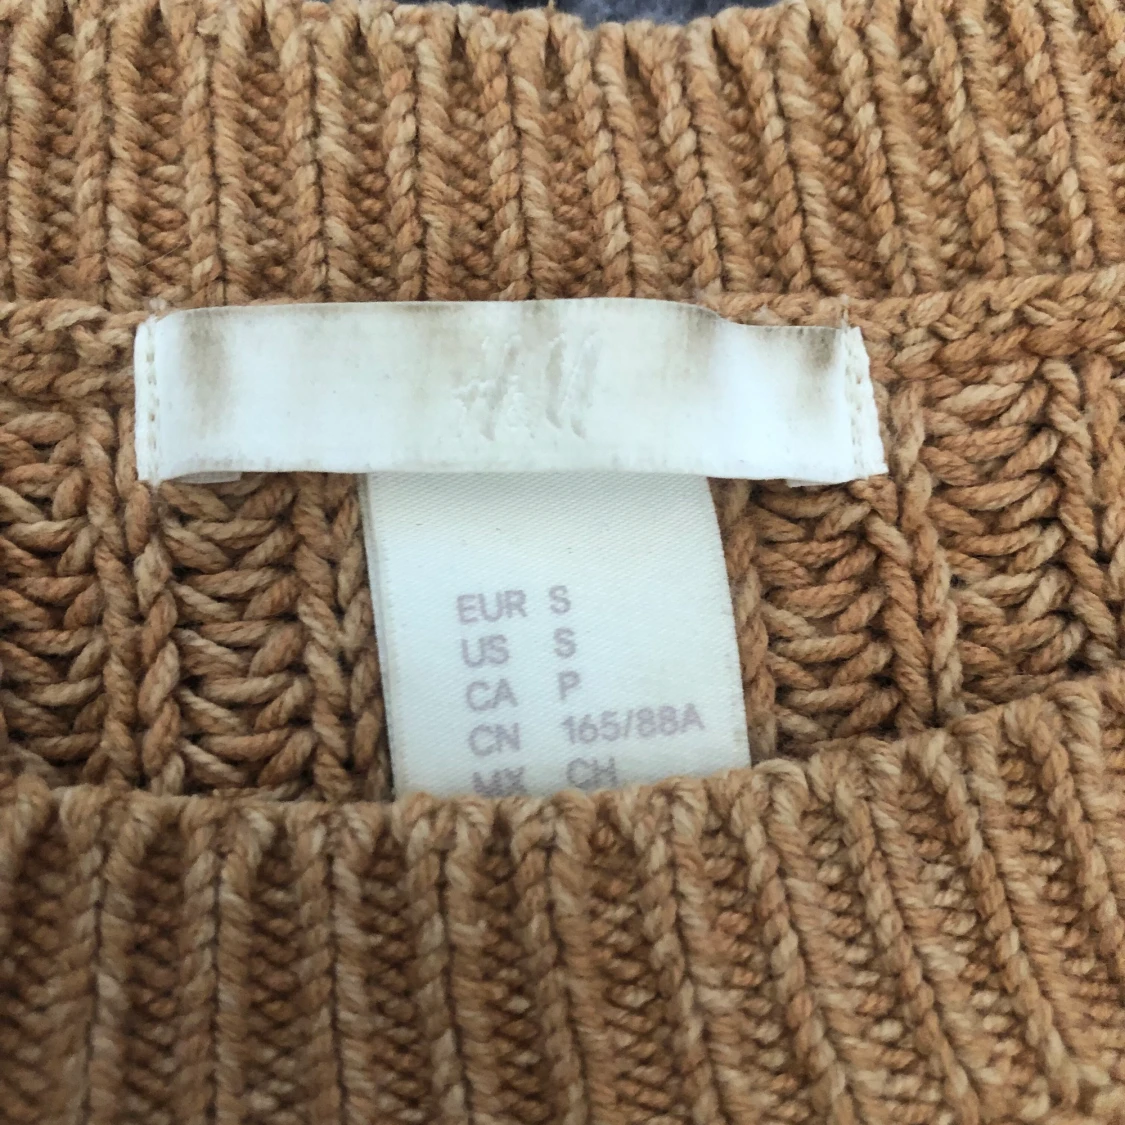 EUR S
US S
CA P
CN 165/88A
MX CH